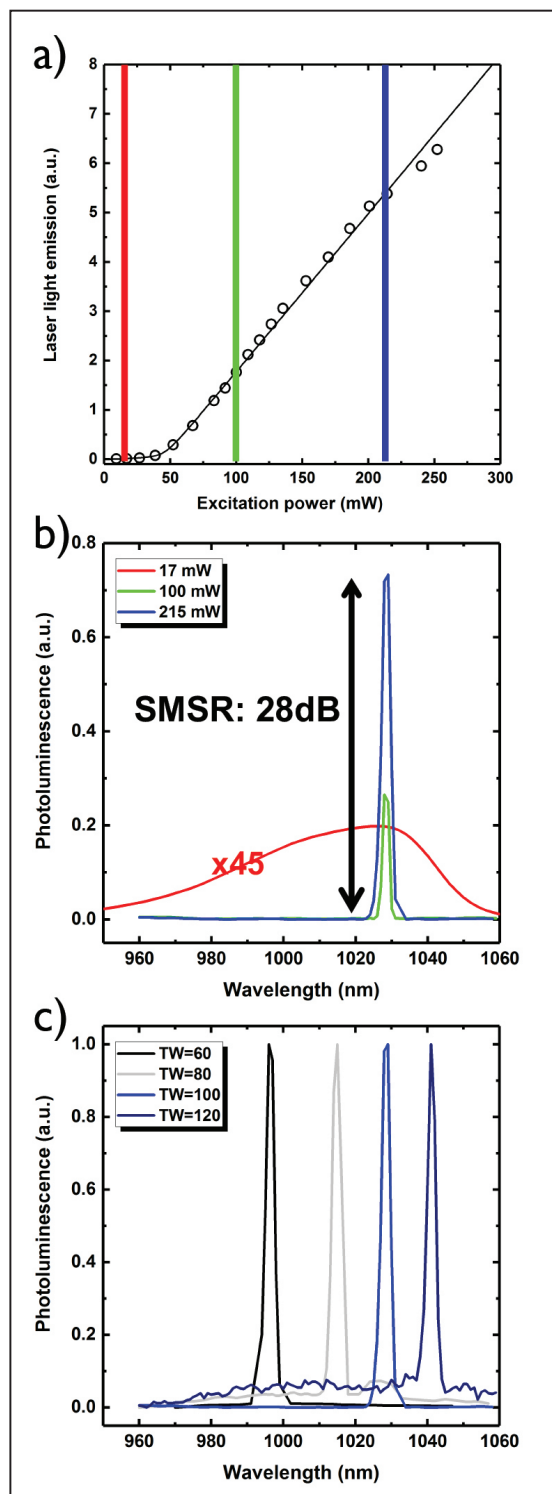 a)
8
7
6
5
4
3
2
1
0
Laser light emission (a.u.)
0 50 100 150 200 250 300
Excitation power (mW)
b)
0.8
0.6
0.4
0.2
0.0
Photoluminescence (a.u.)
17 mW
100 mW
215 mW
SMSR: 28dB
x45
960 980 1000 1020 1040 1060
Wavelength (nm)
c)
1.0
0.8
0.6
0.4
0.2
0.0
Photoluminescence (a.u.)
TW=60
TW=80
TW=100
TW=120
960 980 1000 1020 1040 1060
Wavelength (nm)